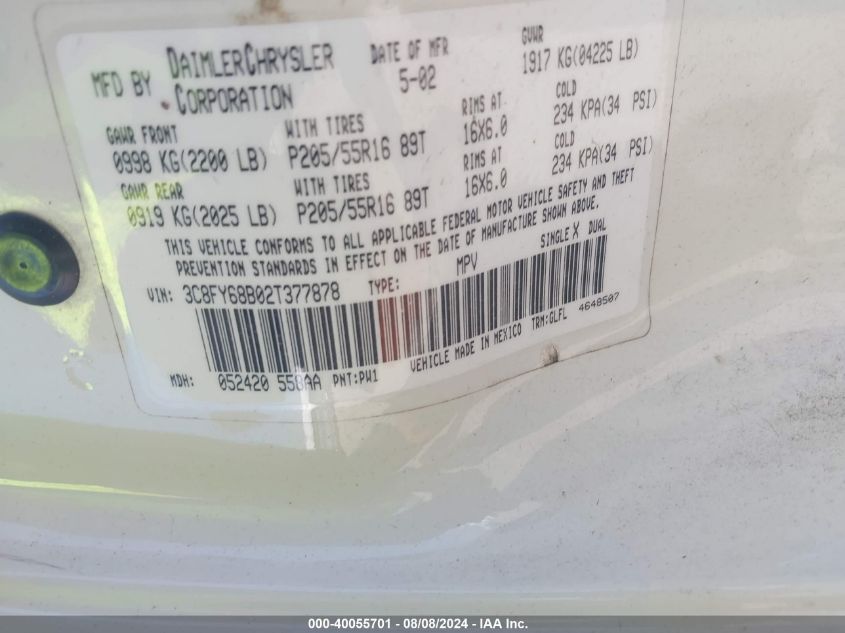 MFD BY DAIMLERCHRYSLER CORPORATION
DATE OF MFR 5-02
GVWR 1917 KG(04225 LB)
GAWR FRONT 0998 KG(2200 LB)
WITH TIRES P205/55R16 89T
RIMS AT 16X6.0
COLD 234 KPA(34 PSI)
GAWR REAR 0919 KG(2025 LB)
WITH TIRES P205/55R16 89T
RIMS AT 16X6.0
COLD 234 KPA(34 PSI)
THIS VEHICLE CONFORMS TO ALL APPLICABLE FEDERAL MOTOR VEHICLE SAFETY AND THEFT
PREVENTION STANDARDS IN EFFECT ON THE DATE OF MANUFACTURE SHOWN ABOVE.
VIN: 3C8FY68B02T377878 TYPE: MPV SINGLE X DUAL
4648507
MDH: 052420 558AA PNT:PW1 VEHICLE MADE IN MEXICO TRM:GLFL
000-40055701 - 08/08/2024 - IAA Inc.